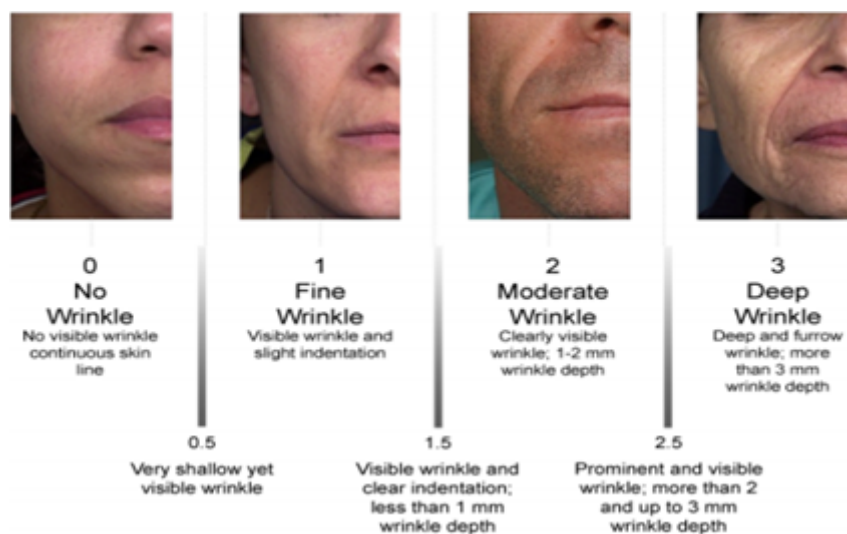 0
No
Wrinkle
No visible wrinkle
continuous skin
line
1
Fine
Wrinkle
Visible wrinkle and
slight indentation
2
Moderate
Wrinkle
Clearly visible
wrinkle; 1-2 mm
wrinkle depth
3
Deep
Wrinkle
Deep and furrow
wrinkle; more
than 3 mm
wrinkle depth
0.5
Very shallow yet
visible wrinkle
1.5
Visible wrinkle and
clear indentation;
less than 1 mm
wrinkle depth
2.5
Prominent and visible
wrinkle; more than 2
and up to 3 mm
wrinkle depth